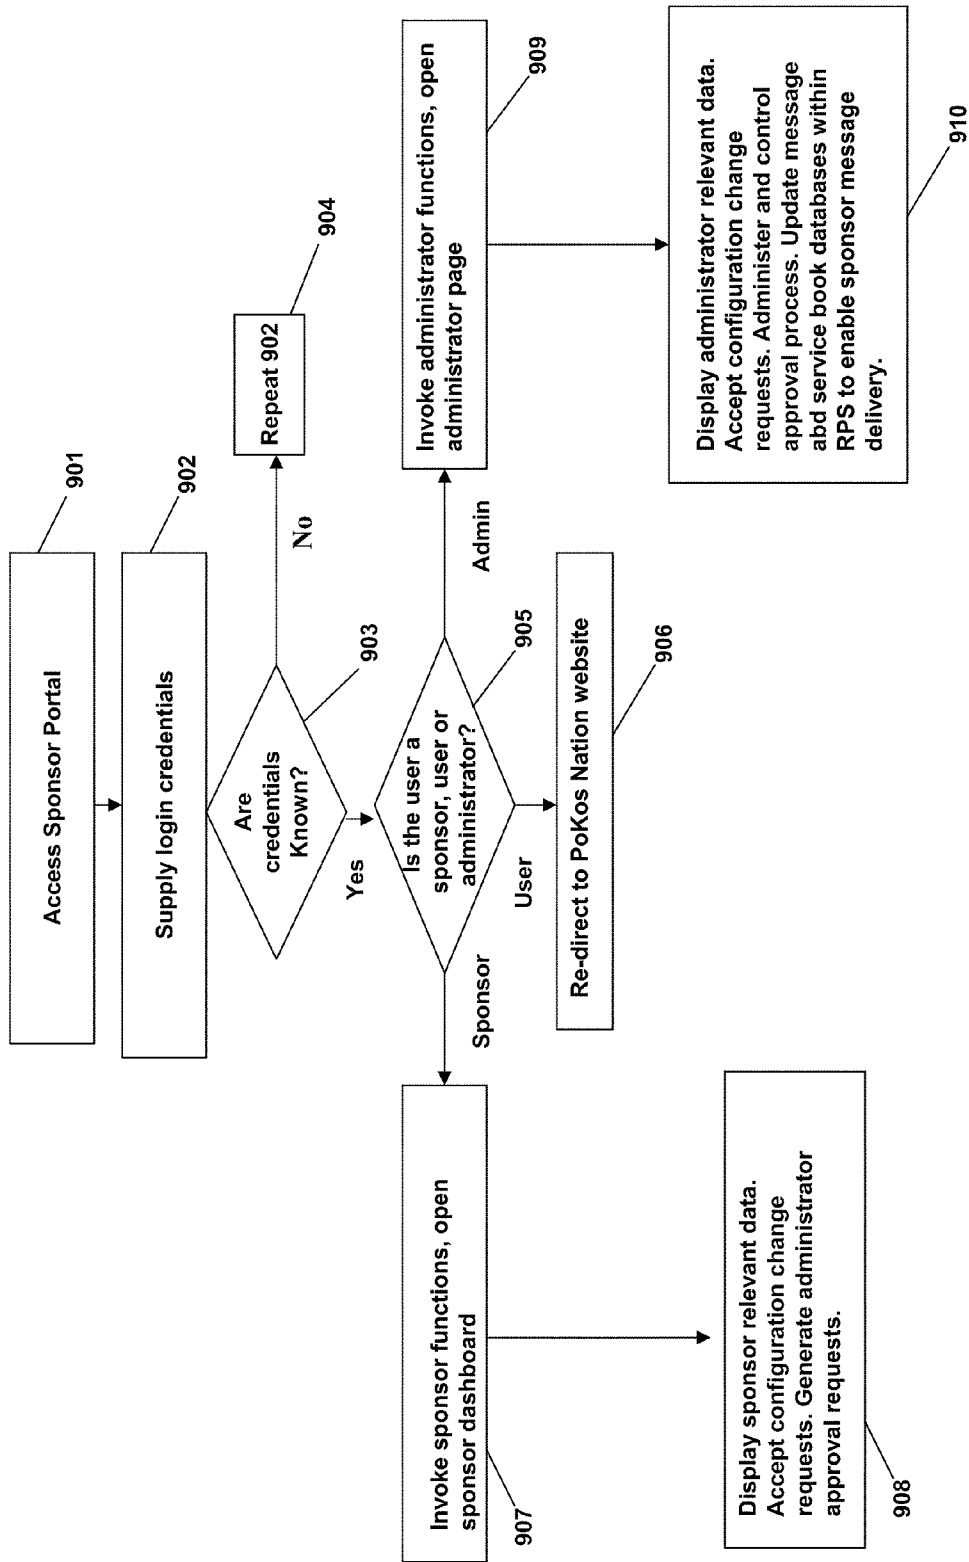 Access Sponsor Portal
901
Supply login credentials
902
Are
credentials
Known?
903
No
Repeat 902
904
Yes
Is the user a
sponsor, user or
administrator?
905
Sponsor
User
Admin
Re-direct to PoKos Nation website
906
Invoke sponsor functions, open
sponsor dashboard
907
Display sponsor relevant data.
Accept configuration change
requests. Generate administrator
approval requests.
908
Invoke administrator functions, open
administrator page
909
Display administrator relevant data.
Accept configuration change
requests. Administer and control
approval process. Update message
abd service book databases within
RPS to enable sponsor message
delivery.
910